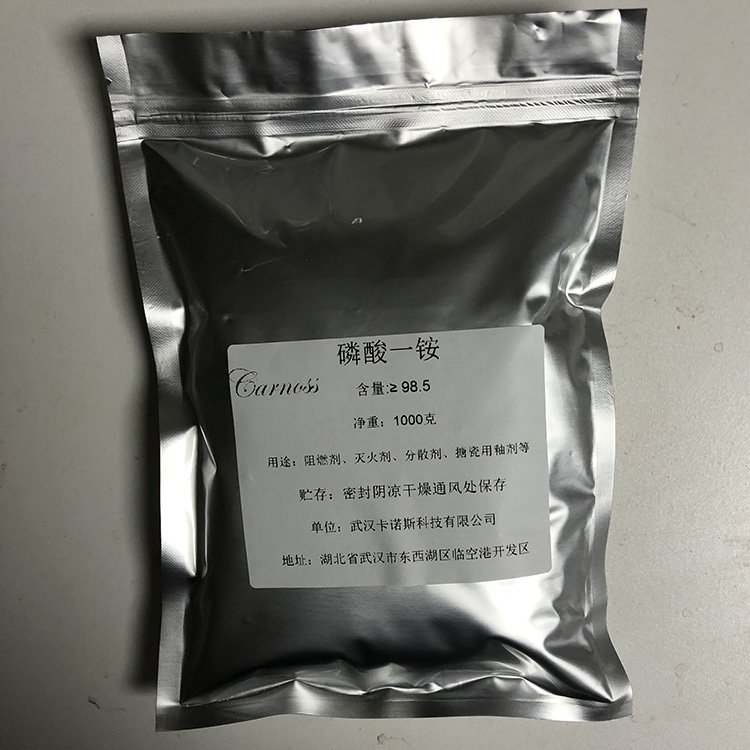 磷酸一铵
Carnoss
含量:≥98.5
净重：1000克
用途：阻燃剂、灭火剂、分散剂、搪瓷用釉剂等
贮存：密封阴凉干燥通风处保存
单位：武汉卡诺斯科技有限公司
地址：湖北省武汉市东西湖区临空港开发区